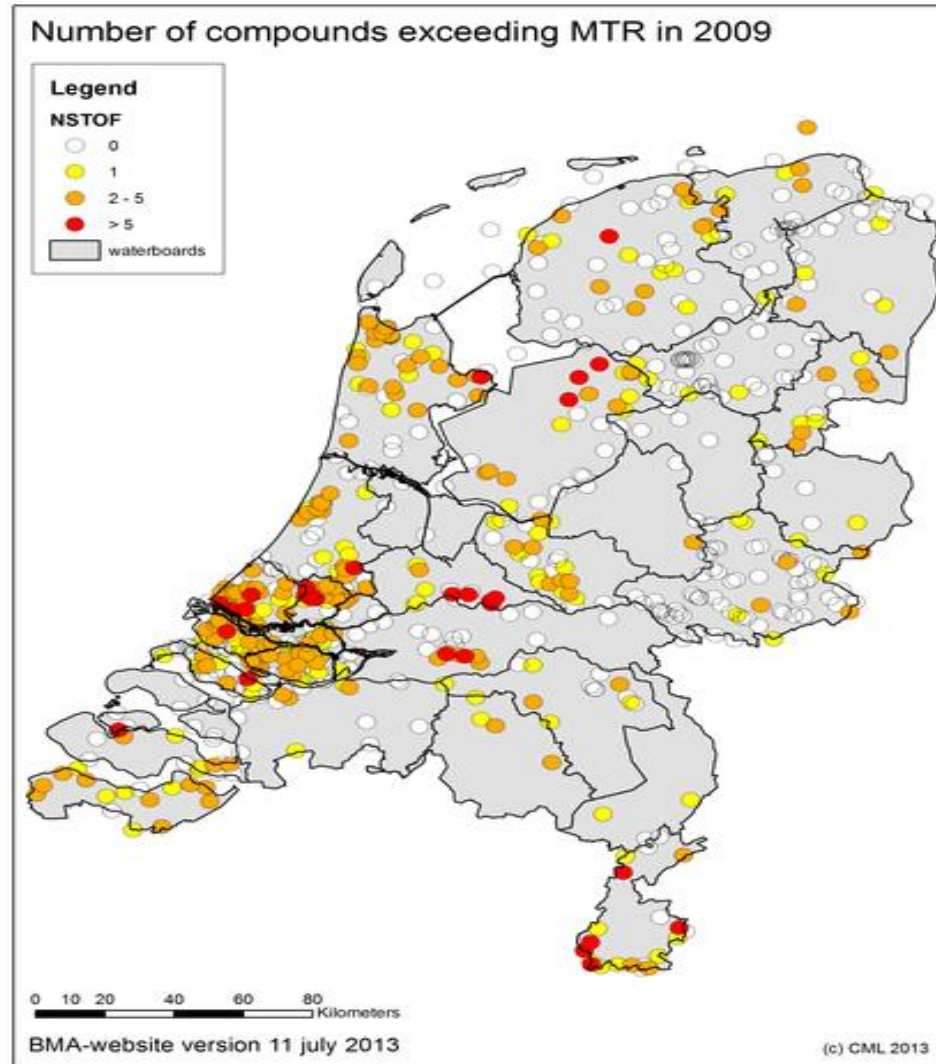 Number of compounds exceeding MTR in 2009
Legend
NSTOF
0
1
2 - 5
> 5
waterboards
0 10 20 40 60 80
Kilometers
BMA-website version 11 july 2013
(c) CML 2013